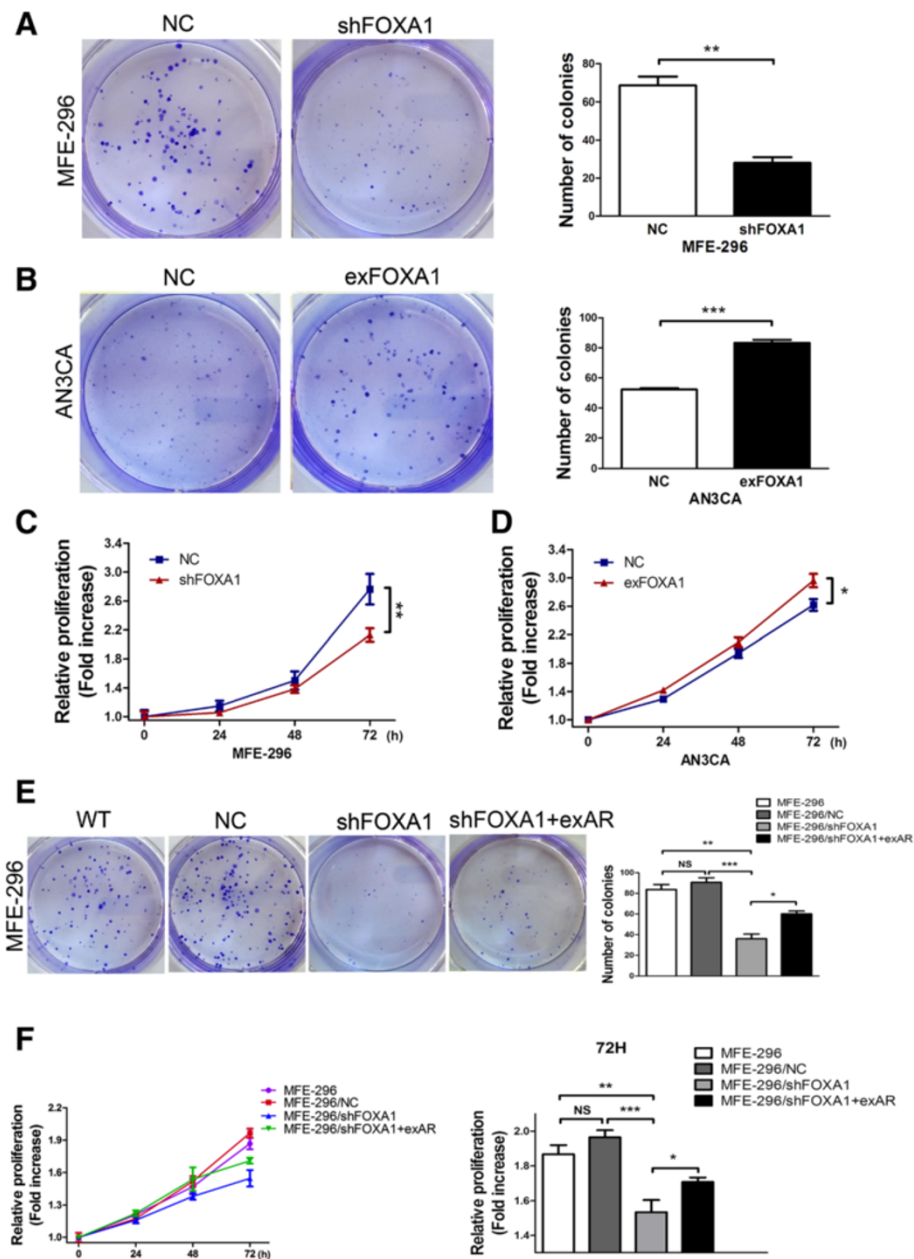 A
NC
shFOXA1
MFE-296
Number of colonies
80
60
40
20
0
**
NC
shFOXA1
MFE-296
B
NC
exFOXA1
AN3CA
Number of colonies
100
80
60
40
20
0
***
NC
exFOXA1
AN3CA
C
Relative proliferation
(Fold increase)
3.4
3.0
2.6
2.2
1.8
1.4
1.0
NC
shFOXA1
**
0 24 48 72 (h)
MFE-296
D
Relative proliferation
(Fold increase)
3.4
3.0
2.6
2.2
1.8
1.4
1.0
NC
exFOXA1
*
0 24 48 72 (h)
AN3CA
E
WT
NC
shFOXA1
shFOXA1+exAR
MFE-296
MFE-296
MFE-296/NC
MFE-296/shFOXA1
MFE-296/shFOXA1+exAR
Number of colonies
100
80
60
40
20
0
**
NS
***
*
F
Relative proliferation
(Fold increase)
2.2
1.9
1.6
1.3
1.0
MFE-296
MFE-296/NC
MFE-296/shFOXA1
MFE-296/shFOXA1+exAR
0 24 48 72 (h)
72H
MFE-296
MFE-296/NC
MFE-296/shFOXA1
MFE-296/shFOXA1+exAR
Relative proliferation
(Fold increase)
2.0
1.8
1.6
1.4
**
NS
***
*